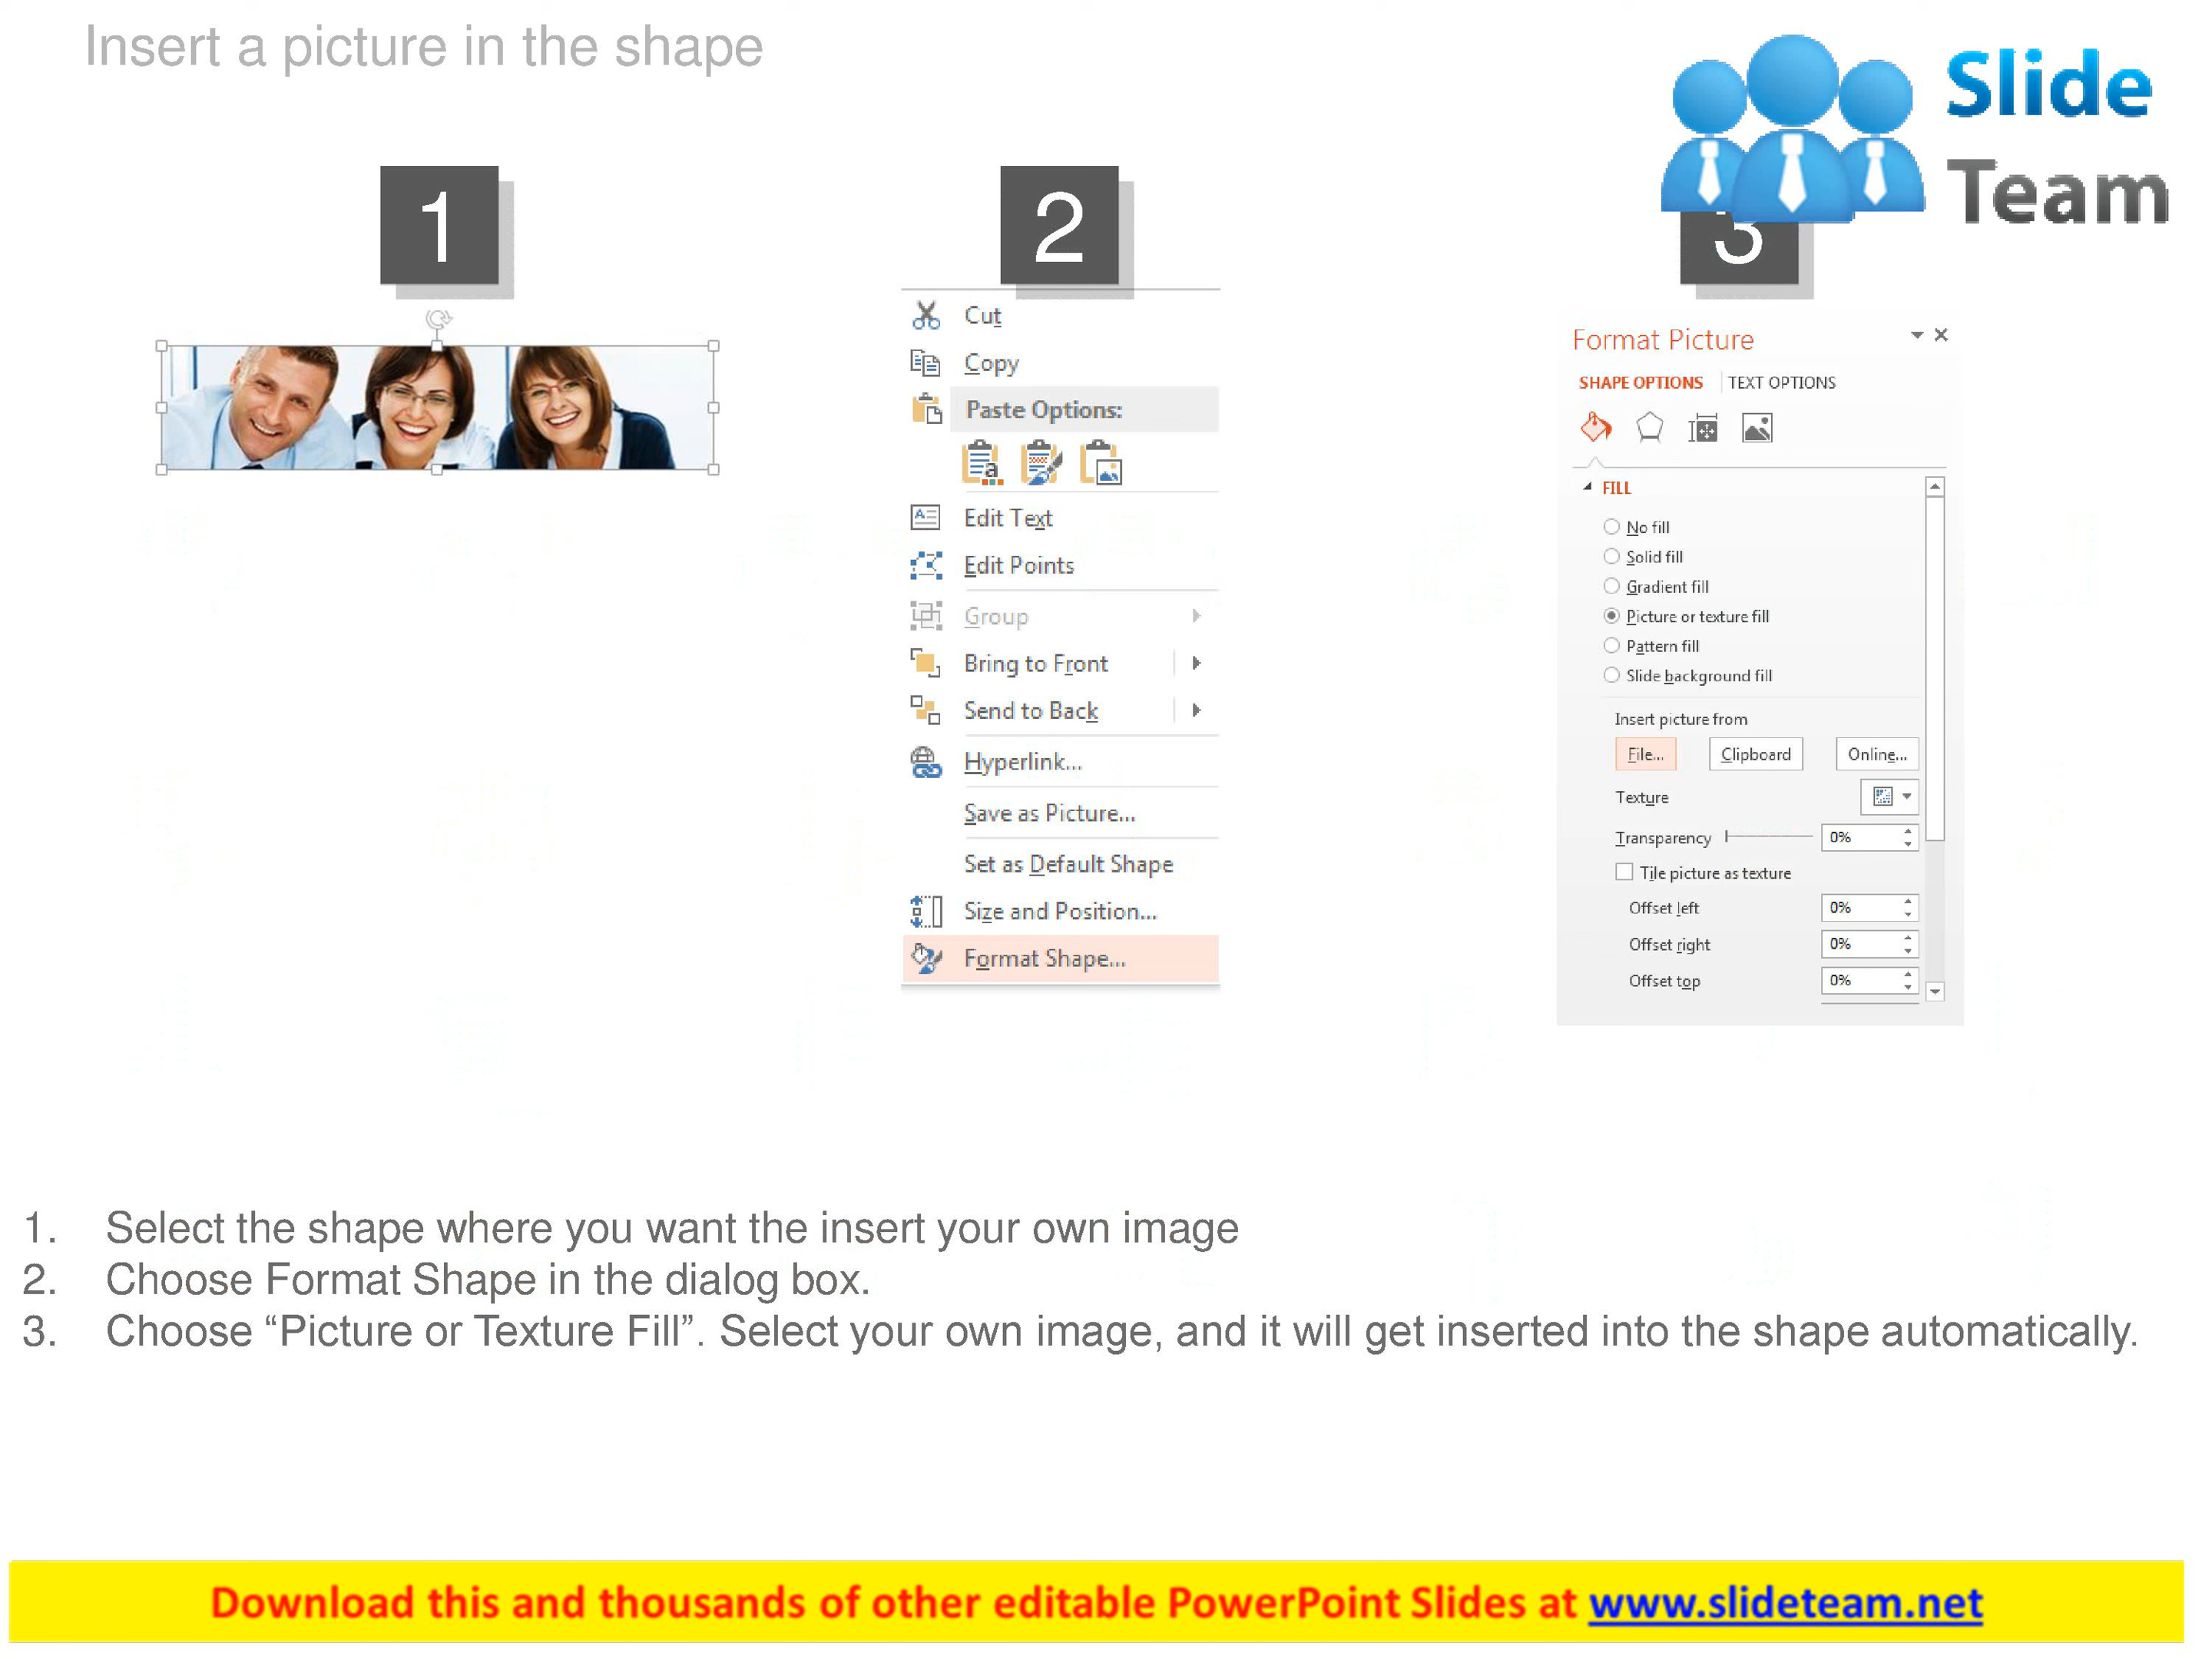 Insert a picture in the shape
Slide
Team
1
2
3
Cut
Copy
Paste Options:
Edit Text
Edit Points
Group
Bring to Front
Send to Back
Hyperlink...
Save as Picture...
Set as Default Shape
Size and Position...
Format Shape...
Format Picture
SHAPE OPTIONS TEXT OPTIONS
FILL
No fill
Solid fill
Gradient fill
Picture or texture fill
Pattern fill
Slide background fill
Insert picture from
File... Clipboard Online...
Texture
Transparency 0%
Tile picture as texture
Offset left 0%
Offset right 0%
Offset top 0%
1. Select the shape where you want the insert your own image
2. Choose Format Shape in the dialog box.
3. Choose “Picture or Texture Fill”. Select your own image, and it will get inserted into the shape automatically.
Download this and thousands of other editable PowerPoint Slides at www.slideteam.net